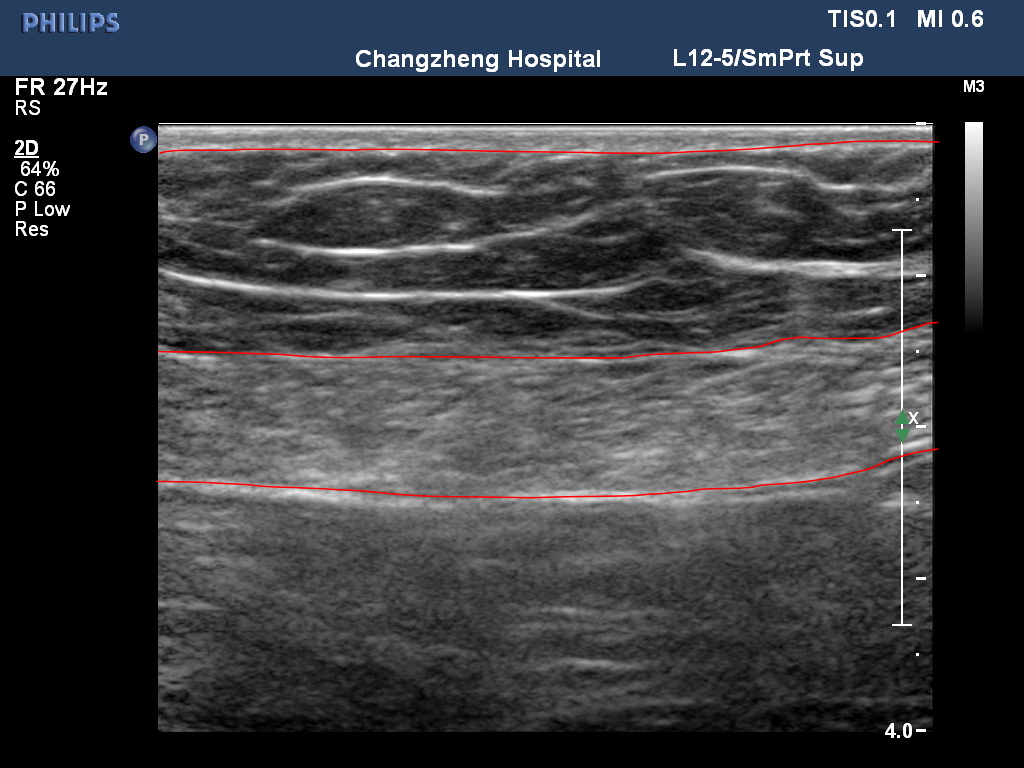 PHILIPS
TIS0.1 MI 0.6
Changzheng Hospital
L12-5/SmPrt Sup
FR 27Hz
RS
M3
P
2D
64%
C 66
P Low
Res
X
4.0